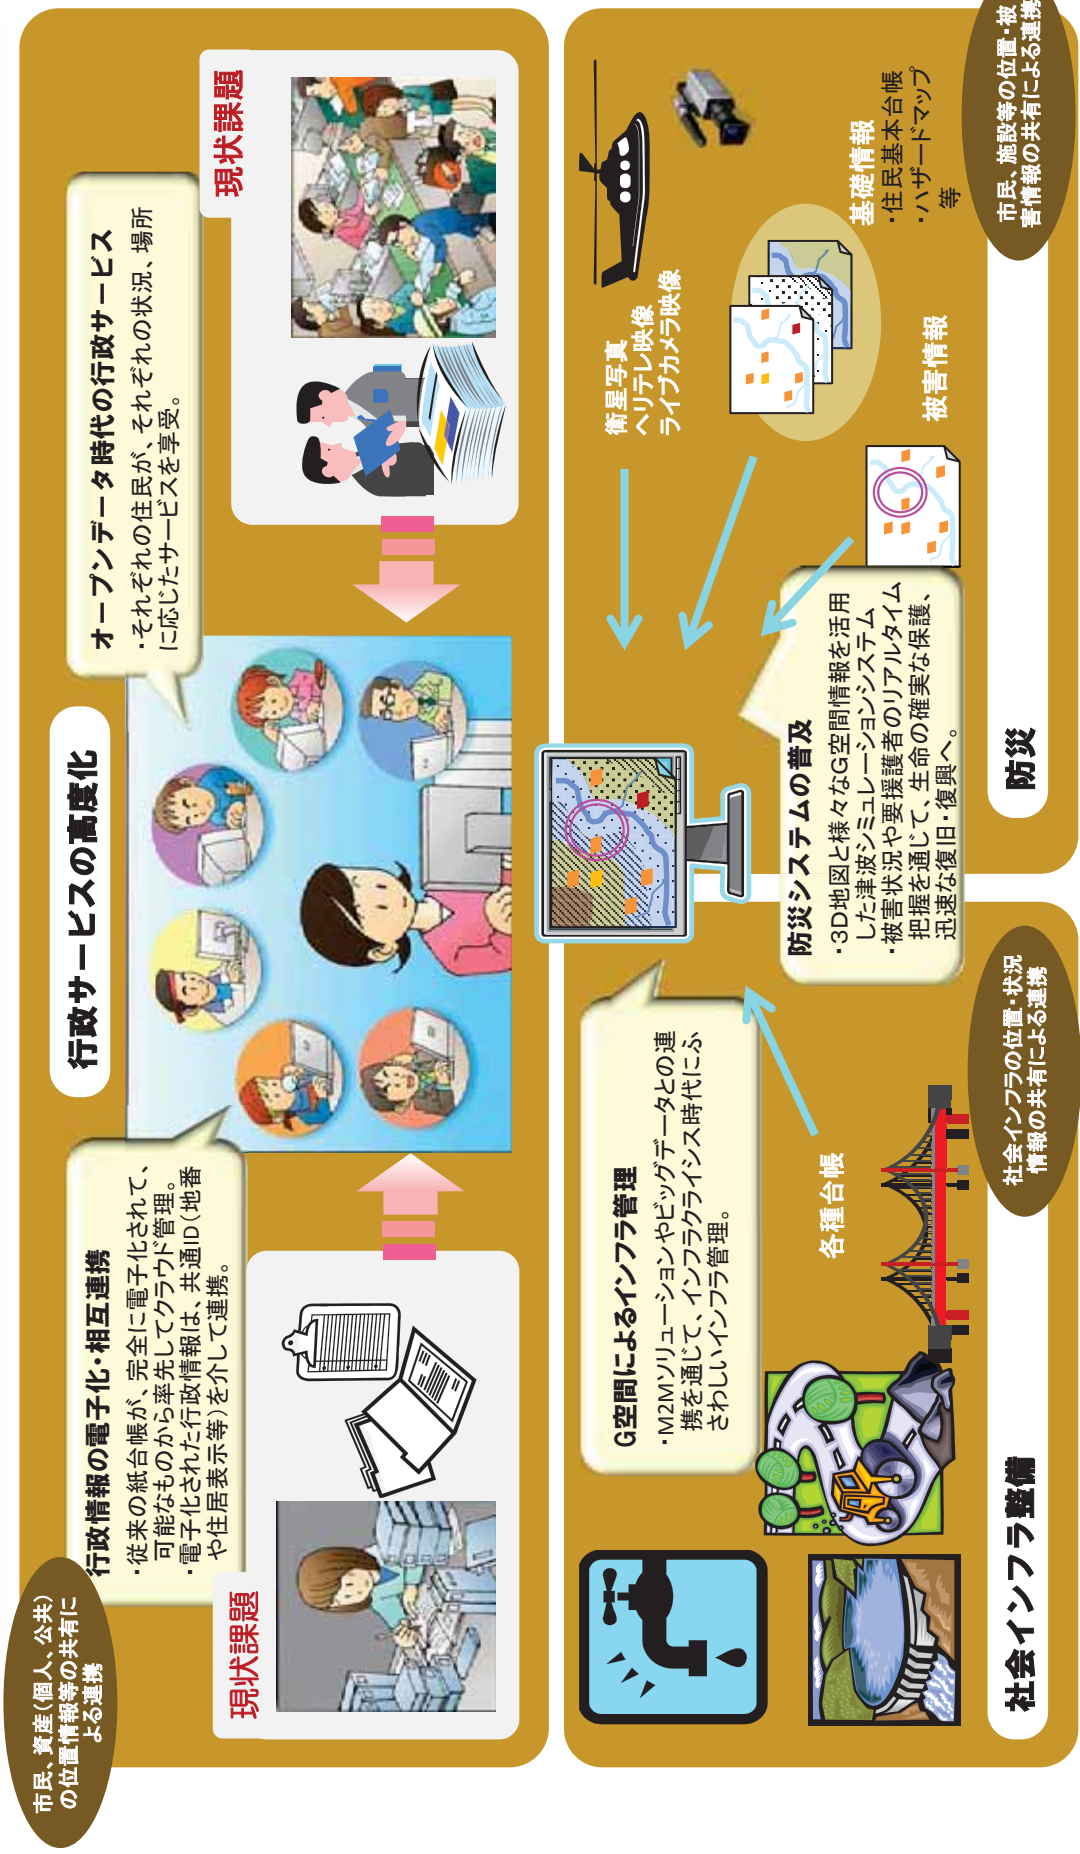 行政サービスの高度化
市民、資産（個人、公共）
の位置情報等の共有に
よる連携
行政情報の電子化・相互連携
・従来の紙台帳が、完全に電子化されて、
可能なものから率先してクラウド管理。
・電子化された行政情報は、共通ID（地番
や住居表示等）を介して連携。
現状課題
オープンデータ時代の行政サービス
・それぞれの住民が、それぞれの状況、場所
に応じたサービスを享受。
現状課題
G空間によるインフラ管理
・M2Mソリューションやビッグデータとの連
携を通じて、インフラクライシス時代にふ
さわしいインフラ管理。
各種台帳
社会インフラの位置・状況
情報の共有による連携
社会インフラ整備
衛星写真
ヘリテレ映像
ライブカメラ映像
基礎情報
・住民基本台帳
・ハザードマップ
等
被害情報
防災システムの普及
・3D地図と様々なG空間情報を活用
した津波シミュレーションシステム
・被害状況や要援護者のリアルタイム
把握を通じて、生命の確実な保護、
迅速な復旧・復興へ。
市民、施設等の位置・被
害情報の共有による連携
防災